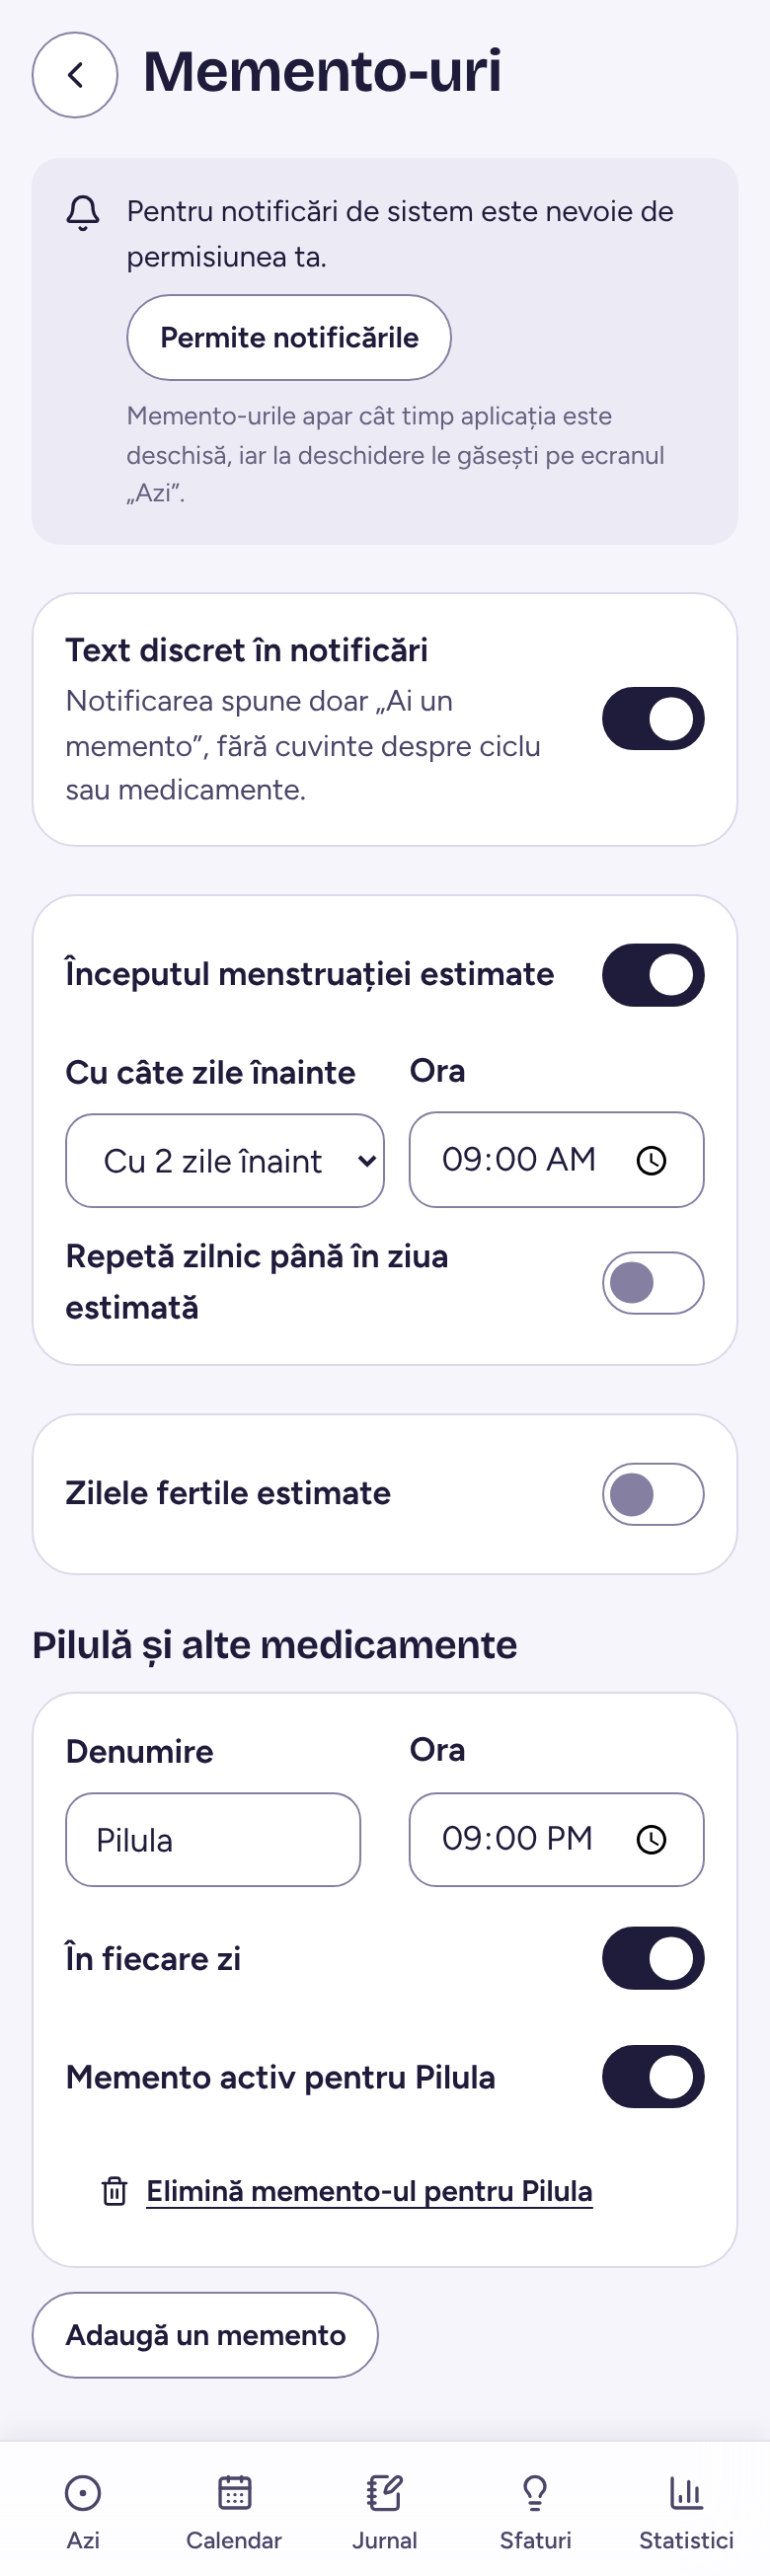 Memento-uri
Pentru notificări de sistem este nevoie de
permisiunea ta.
Permite notificările
Memento-urile apar cât timp aplicația este
deschisă, iar la deschidere le găsești pe ecranul
„Azi”.
Text discret în notificări
Notificarea spune doar „Ai un
memento”, fără cuvinte despre ciclu
sau medicamente.
Începutul menstruației estimate
Cu câte zile înainte
Ora
Cu 2 zile înaint
09:00 AM
Repetă zilnic până în ziua
estimată
Zilele fertile estimate
Pilulă și alte medicamente
Denumire
Ora
Pilula
09:00 PM
În fiecare zi
Memento activ pentru Pilula
Elimină memento-ul pentru Pilula
Adaugă un memento
Azi
Calendar
Jurnal
Sfaturi
Statistici